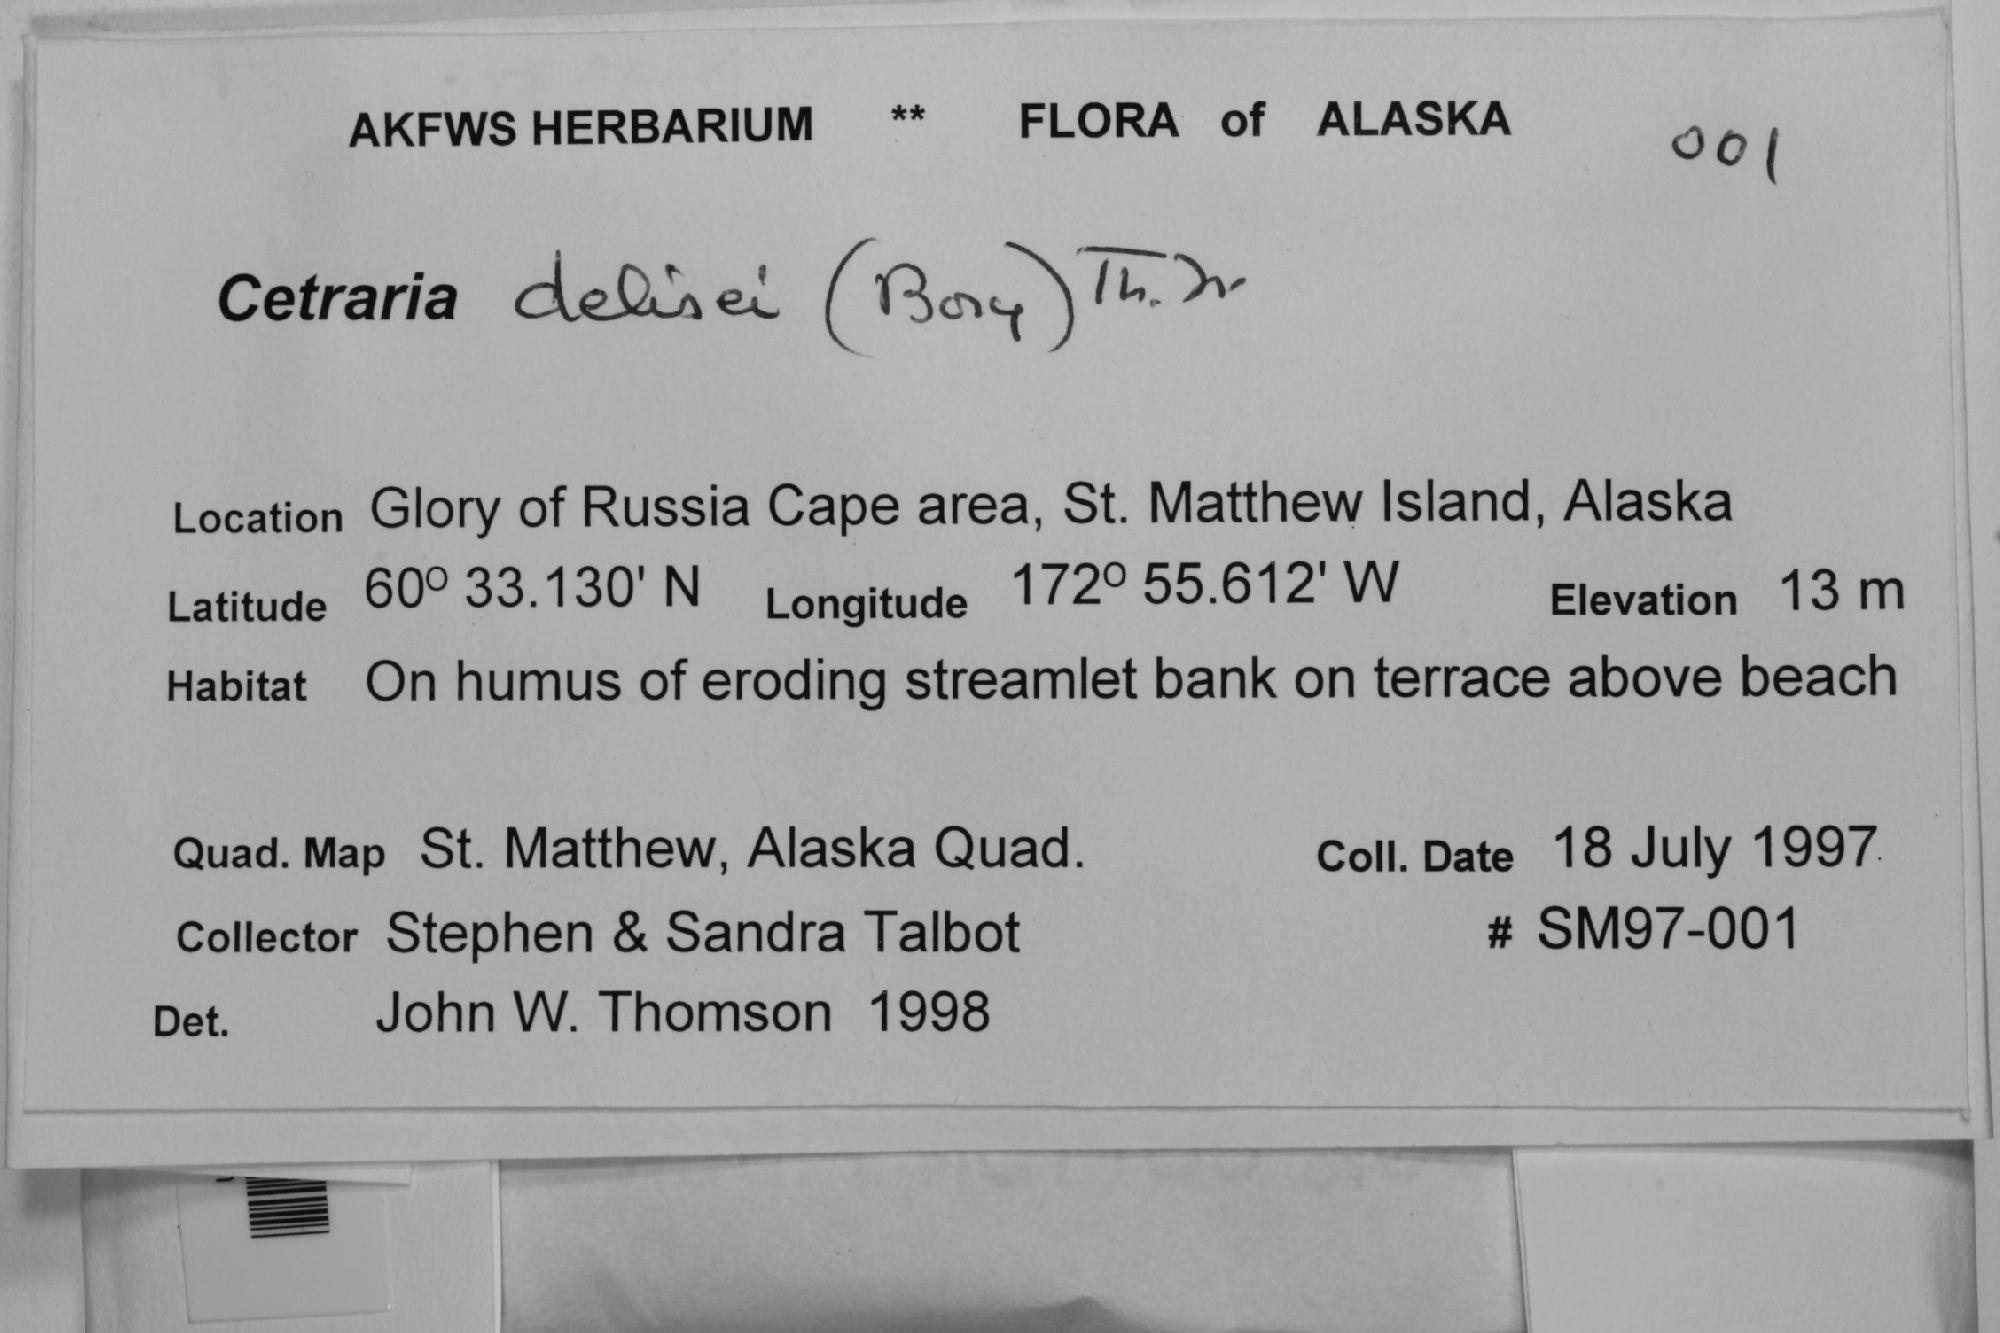 AKFWS HERBARIUM ** FLORA of ALASKA 001
Cetraria delisei (Bory) Th. Fr
Location Glory of Russia Cape area, St. Matthew Island, Alaska
Latitude 60º 33.130' N Longitude 172º 55.612' W Elevation 13 m
Habitat On humus of eroding streamlet bank on terrace above beach
Quad. Map St. Matthew, Alaska Quad. Coll. Date 18 July 1997.
Collector Stephen & Sandra Talbot # SM97-001
Det. John W. Thomson 1998